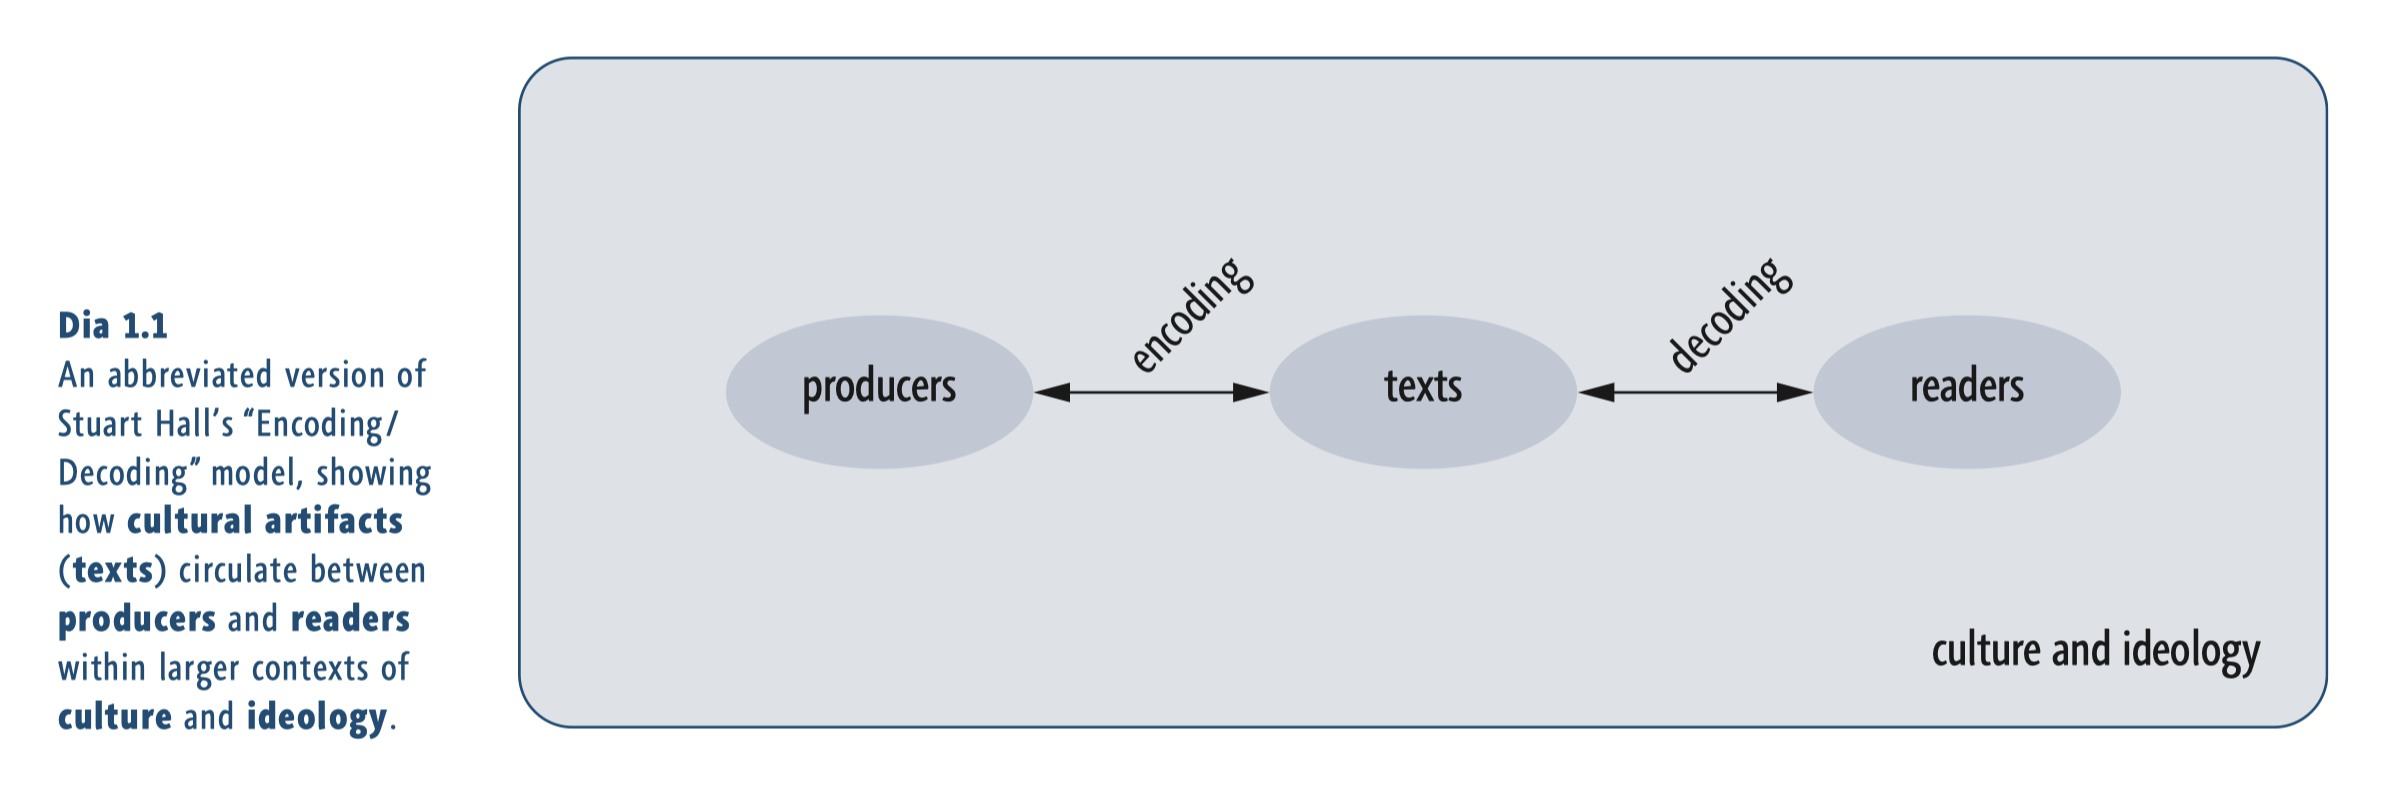 Dia 1.1
An abbreviated version of
Stuart Hall’s “Encoding/
Decoding” model, showing
how cultural artifacts
(texts) circulate between
producers and readers
within larger contexts of
culture and ideology.
producers
encoding
texts
decoding
readers
culture and ideology